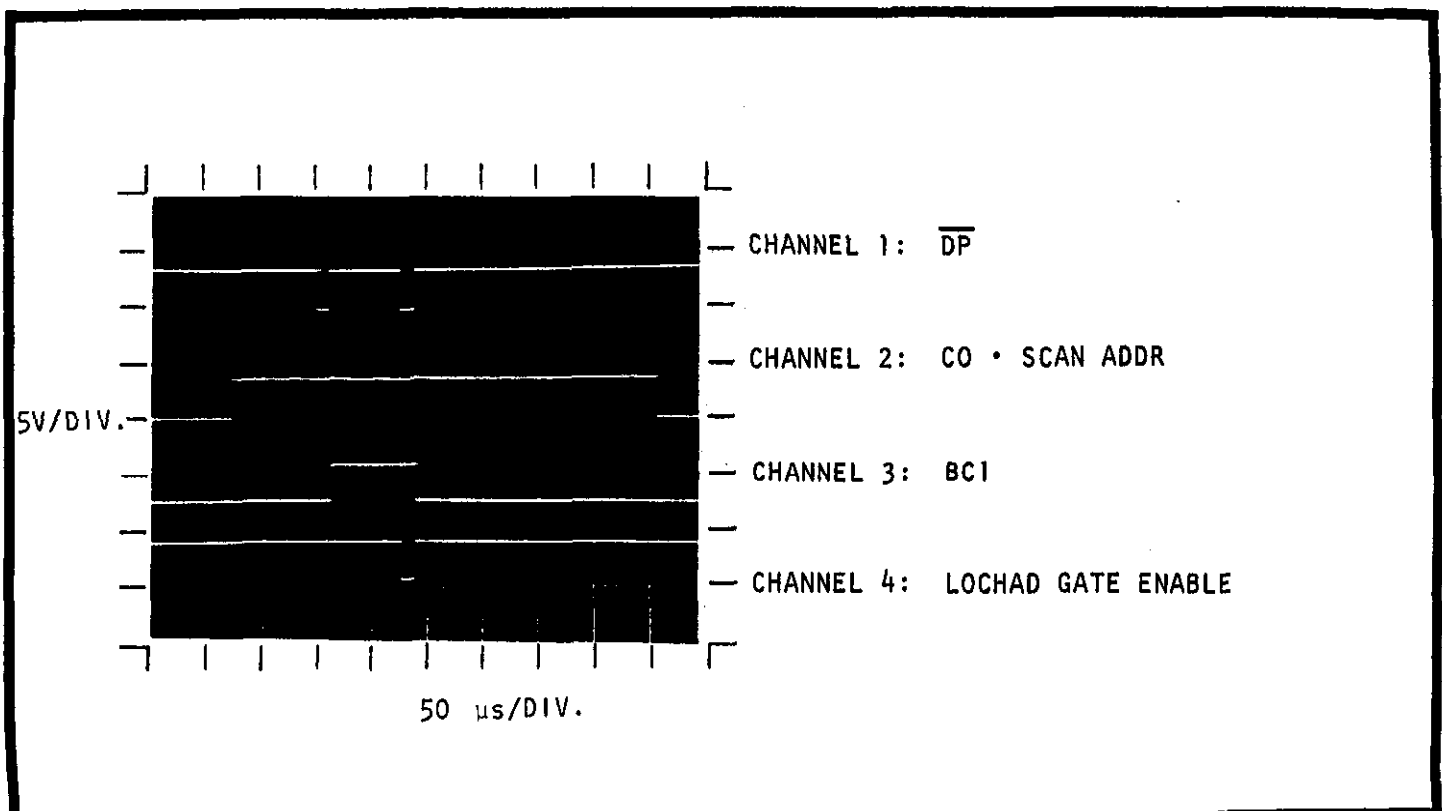 CHANNEL 1: D̅P̅
CHANNEL 2: CO • SCAN ADDR
5V/DIV.
CHANNEL 3: BC1
CHANNEL 4: LOCHAD GATE ENABLE
50 µs/DIV.